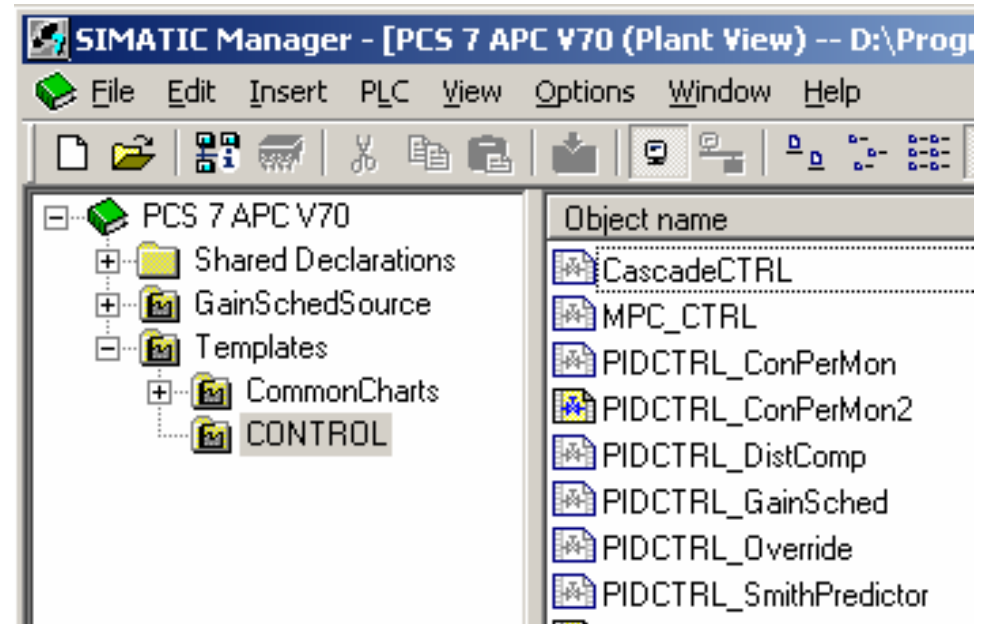 SIMATIC Manager - [PCS 7 APC V70 (Plant View) -- D:\Progr
File Edit Insert PLC View Options Window Help
PCS 7 APC V70
Shared Declarations
GainSchedSource
Templates
CommonCharts
CONTROL
Object name
CascadeCTRL
MPC_CTRL
PIDCTRL_ConPerMon
PIDCTRL_ConPerMon2
PIDCTRL_DistComp
PIDCTRL_GainSched
PIDCTRL_Override
PIDCTRL_SmithPredictor